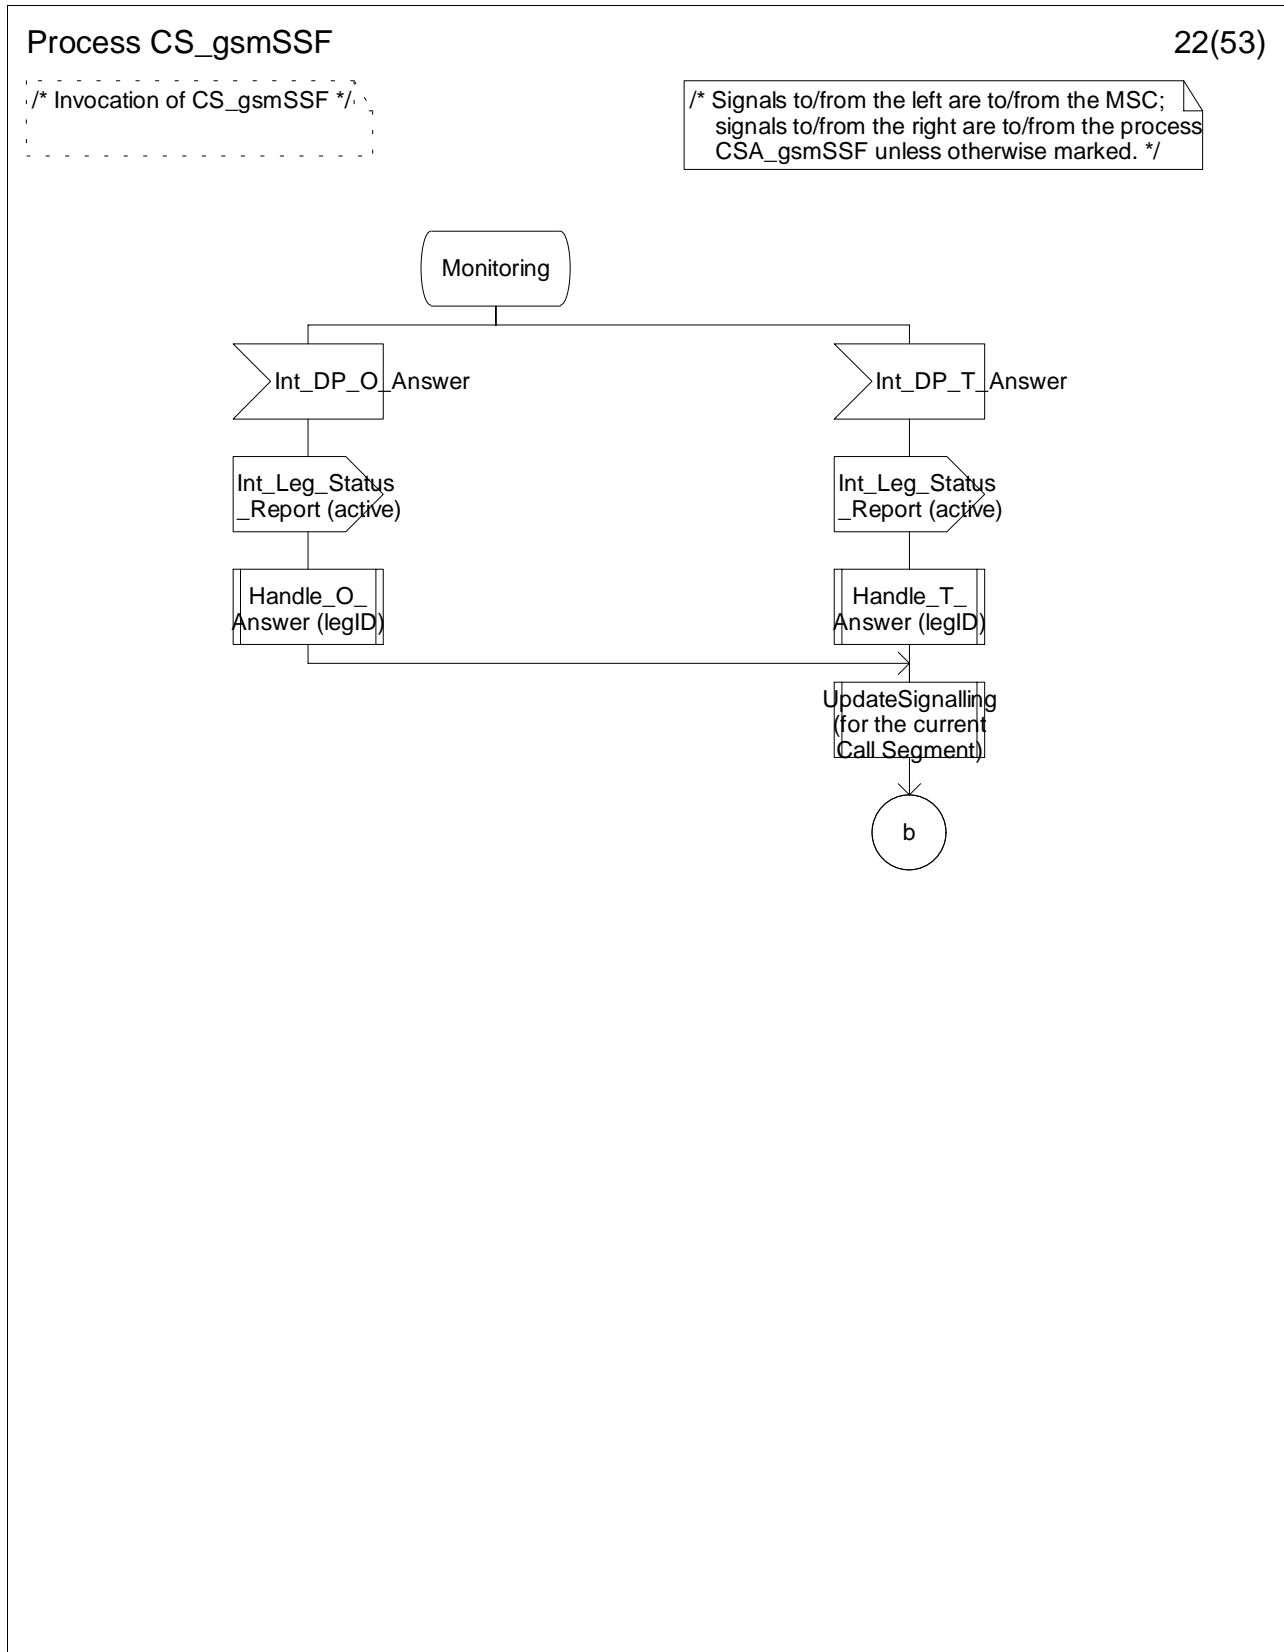 Process CS_gsmSSF
22(53)
/* Invocation of CS_gsmSSF */
/* Signals to/from the left are to/from the MSC;
signals to/from the right are to/from the process
CSA_gsmSSF unless otherwise marked. */
Monitoring
Int_DP_O_Answer
Int_DP_T_Answer
Int_Leg_Status
_Report (active)
Int_Leg_Status
_Report (active)
Handle_O_
Answer (legID)
Handle_T_
Answer (legID)
UpdateSignalling
(for the current
Call Segment)
b